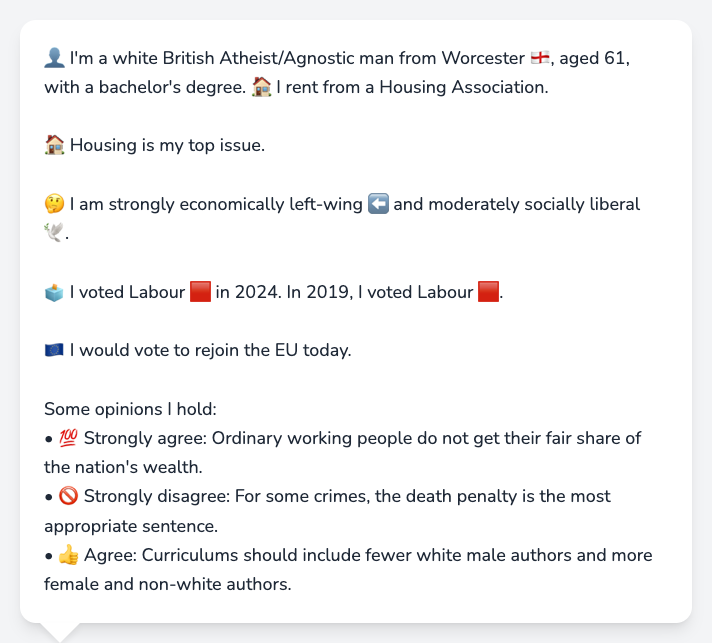 👤 I'm a white British Atheist/Agnostic man from Worcester 🏴󠁧󠁢󠁥󠁮󠁧󠁿, aged 61,
with a bachelor's degree. 🏠 I rent from a Housing Association.
🏠 Housing is my top issue.
🤔 I am strongly economically left-wing ⬅️ and moderately socially liberal
🕊️.
🗳️ I voted Labour 🟥 in 2024. In 2019, I voted Labour 🟥.
🇪🇺 I would vote to rejoin the EU today.
Some opinions I hold:
• 💯 Strongly agree: Ordinary working people do not get their fair share of
the nation's wealth.
• 🚫 Strongly disagree: For some crimes, the death penalty is the most
appropriate sentence.
• 👍 Agree: Curriculums should include fewer white male authors and more
female and non-white authors.